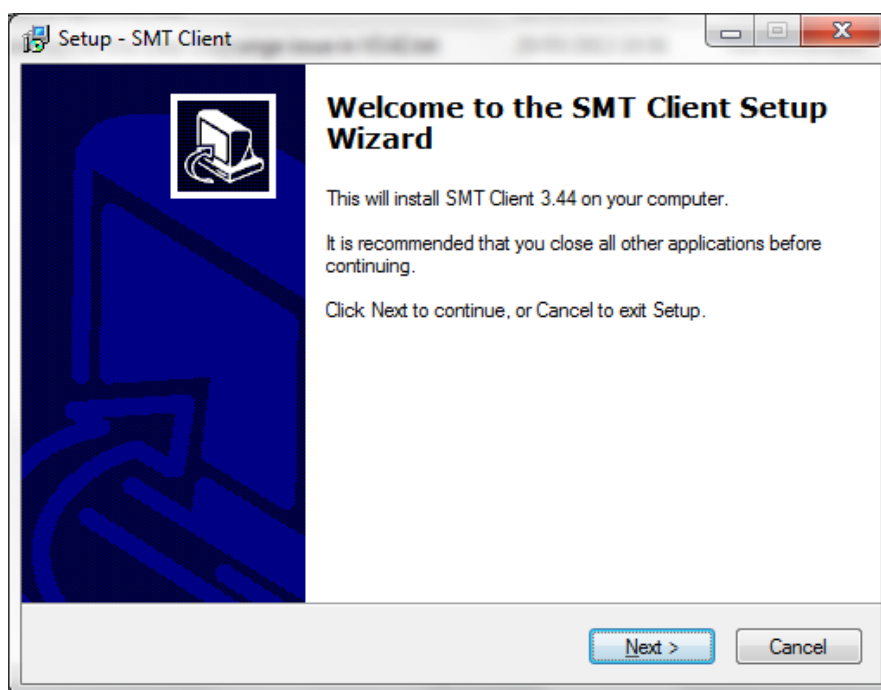 Setup - SMT Client
Welcome to the SMT Client Setup
Wizard
This will install SMT Client 3.44 on your computer.
It is recommended that you close all other applications before
continuing.
Click Next to continue, or Cancel to exit Setup.
Next >
Cancel